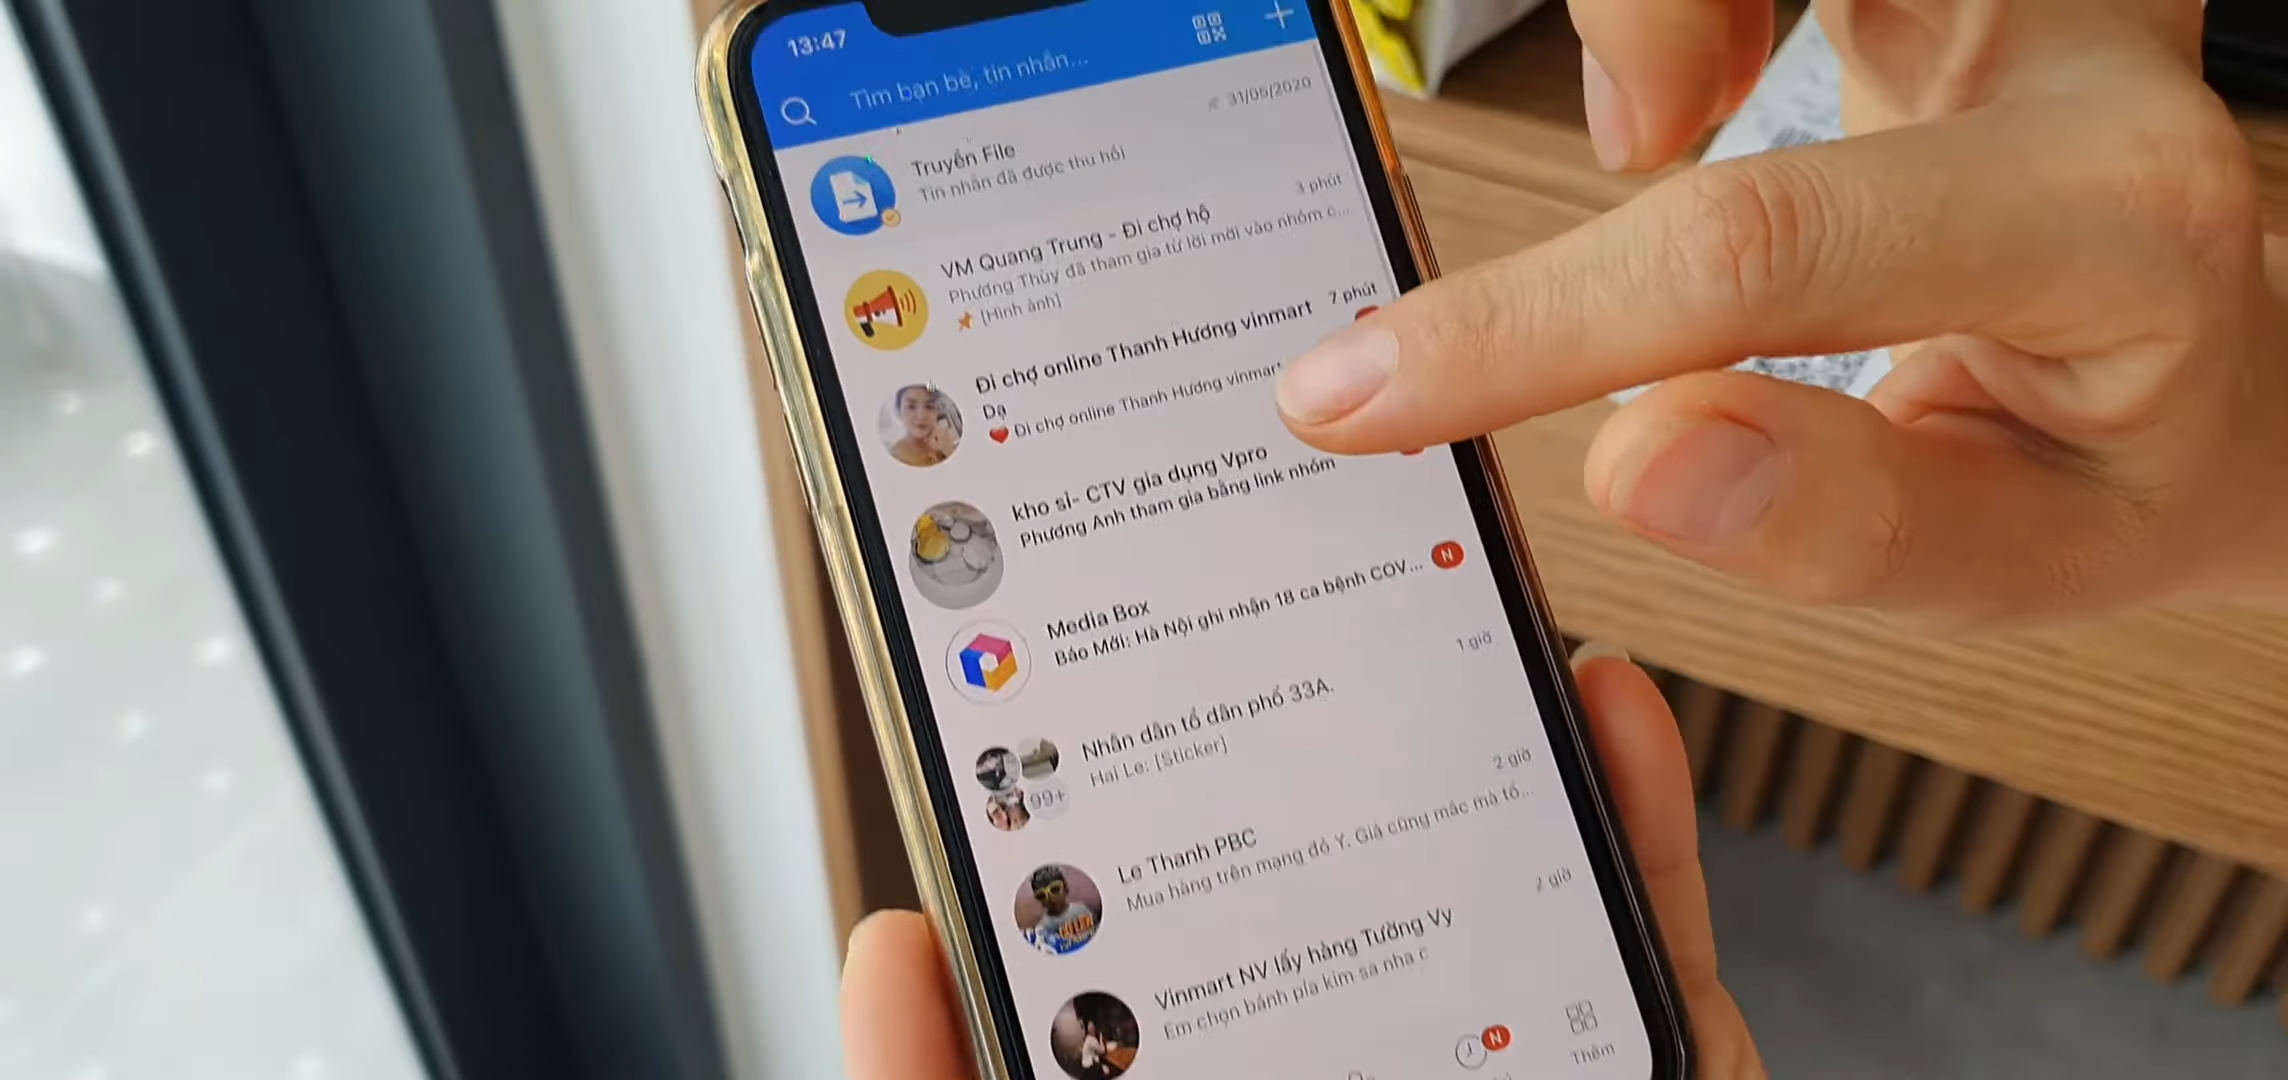 13:47
Tìm bạn bè, tin nhắn...
31/05/2020
Truyền File
Tin nhắn đã được thu hồi
3 phút
VM Quang Trung - Đi chợ hộ
Phương Thùy đã tham gia từ lời mời vào nhóm c...
[Hình ảnh]
7 phút
Đi chợ online Thanh Hương vinmart
Dạ
Đi chợ online Thanh Hương vinmart
kho sỉ- CTV gia dụng Vpro
Phương Anh tham gia bằng link nhóm
Media Box
N
Báo Mới: Hà Nội ghi nhận 18 ca bệnh COV...
1 giờ
Nhân dân tổ dân phố 33A.
Hai Le: [Sticker]
99+
2 giờ
Le Thanh PBC
Mua hàng trên mạng đó Y. Giá cũng mắc mà tố...
2 giờ
Vinmart NV lấy hàng Tường Vy
Em chọn bánh pía kim sa nha c
N
Thêm